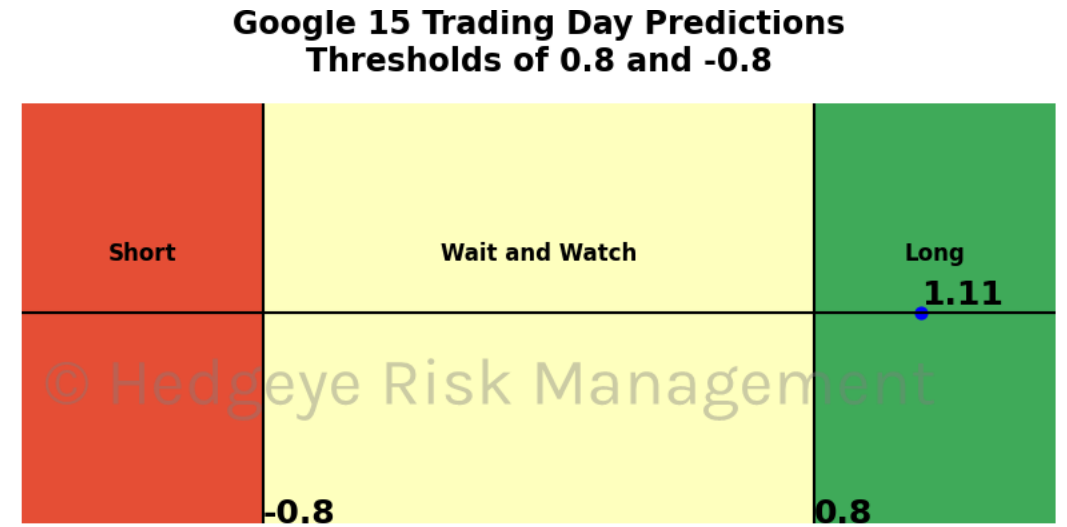 Google 15 Trading Day Predictions
Thresholds of 0.8 and -0.8
Short
Wait and Watch
Long
1.11
© Hedgeye Risk Management
-0.8
0.8